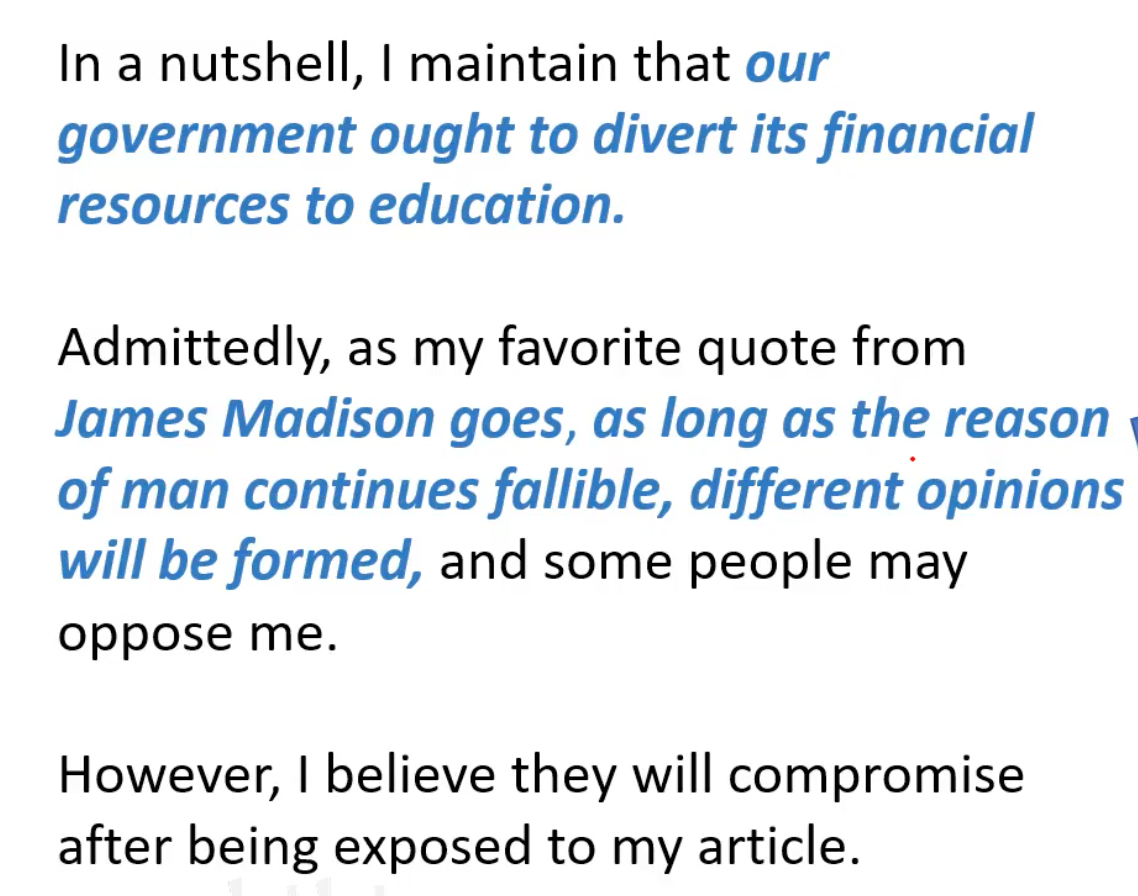 In a nutshell, I maintain that our
government ought to divert its financial
resources to education.
Admittedly, as my favorite quote from
James Madison goes, as long as the reason
of man continues fallible, different opinions
will be formed, and some people may
oppose me.
However, I believe they will compromise
after being exposed to my article.